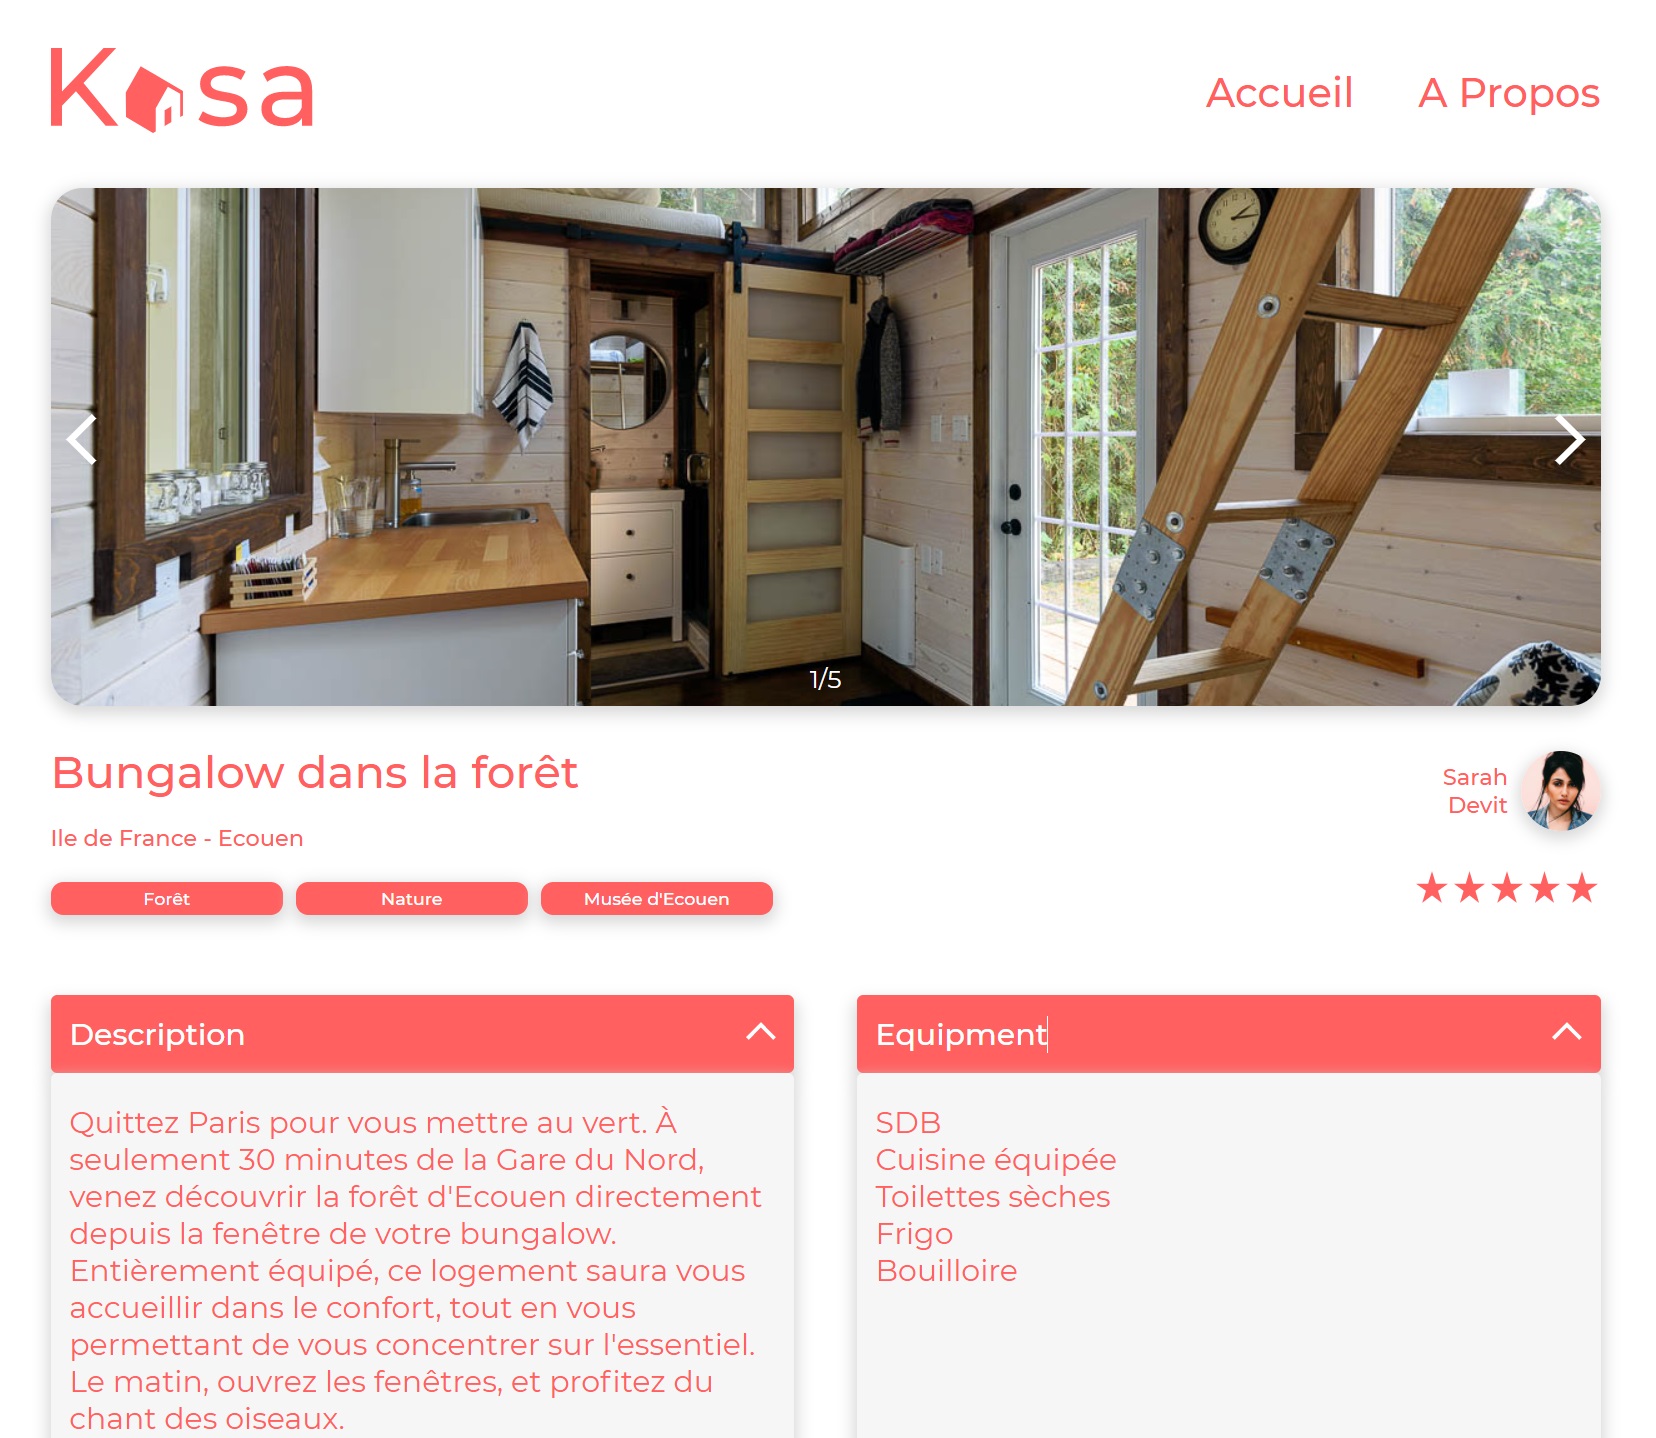 Kasa
Accueil
A Propos
1/5
Bungalow dans la forêt
Sarah
Devit
Ile de France - Ecouen
Forêt
Nature
Musée d'Ecouen
Description
Quittez Paris pour vous mettre au vert. À
seulement 30 minutes de la Gare du Nord,
venez découvrir la forêt d'Ecouen directement
depuis la fenêtre de votre bungalow.
Entièrement équipé, ce logement saura vous
accueillir dans le confort, tout en vous
permettant de vous concentrer sur l'essentiel.
Le matin, ouvrez les fenêtres, et profitez du
chant des oiseaux.
Equipment
SDB
Cuisine équipée
Toilettes sèches
Frigo
Bouilloire